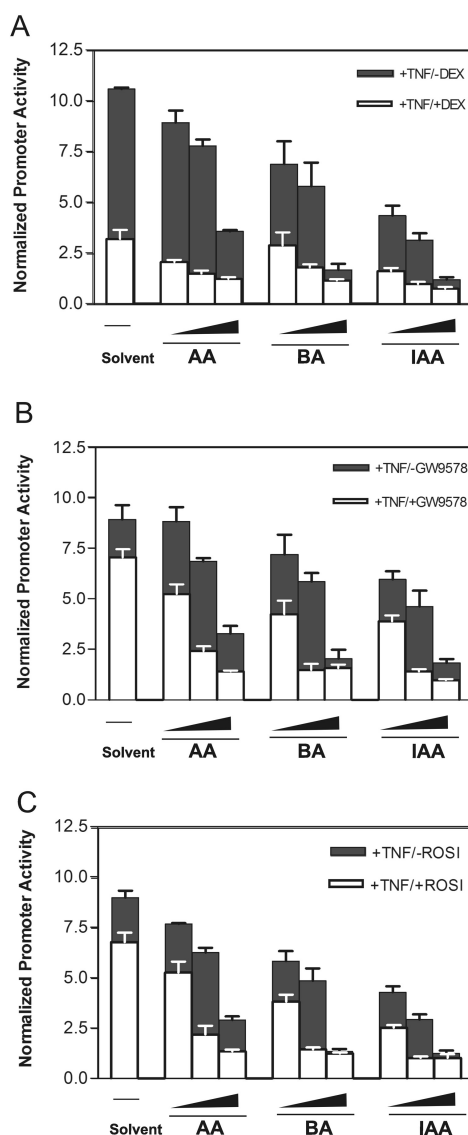 A
Normalized Promoter Activity
12.5
10.0
7.5
5.0
2.5
0.0
+TNF/-DEX
+TNF/+DEX
Solvent
AA
BA
IAA
B
Normalized Promoter Activity
12.5
10.0
7.5
5.0
2.5
0.0
+TNF/-GW9578
+TNF/+GW9578
Solvent
AA
BA
IAA
C
Normalized Promoter Activity
12.5
10.0
7.5
5.0
2.5
0.0
+TNF/-ROSI
+TNF/+ROSI
Solvent
AA
BA
IAA